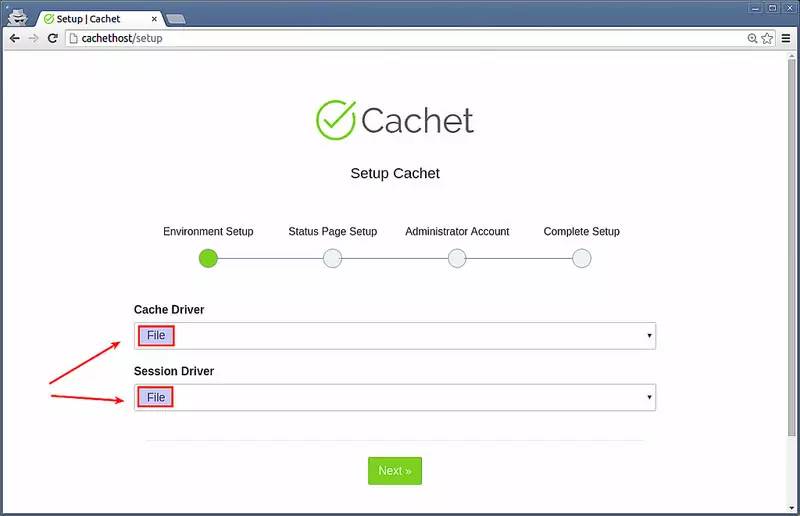 Setup | Cachet
cachethost/setup
Cachet
Setup Cachet
Environment Setup Status Page Setup Administrator Account Complete Setup
Cache Driver
File
Session Driver
File
Next »